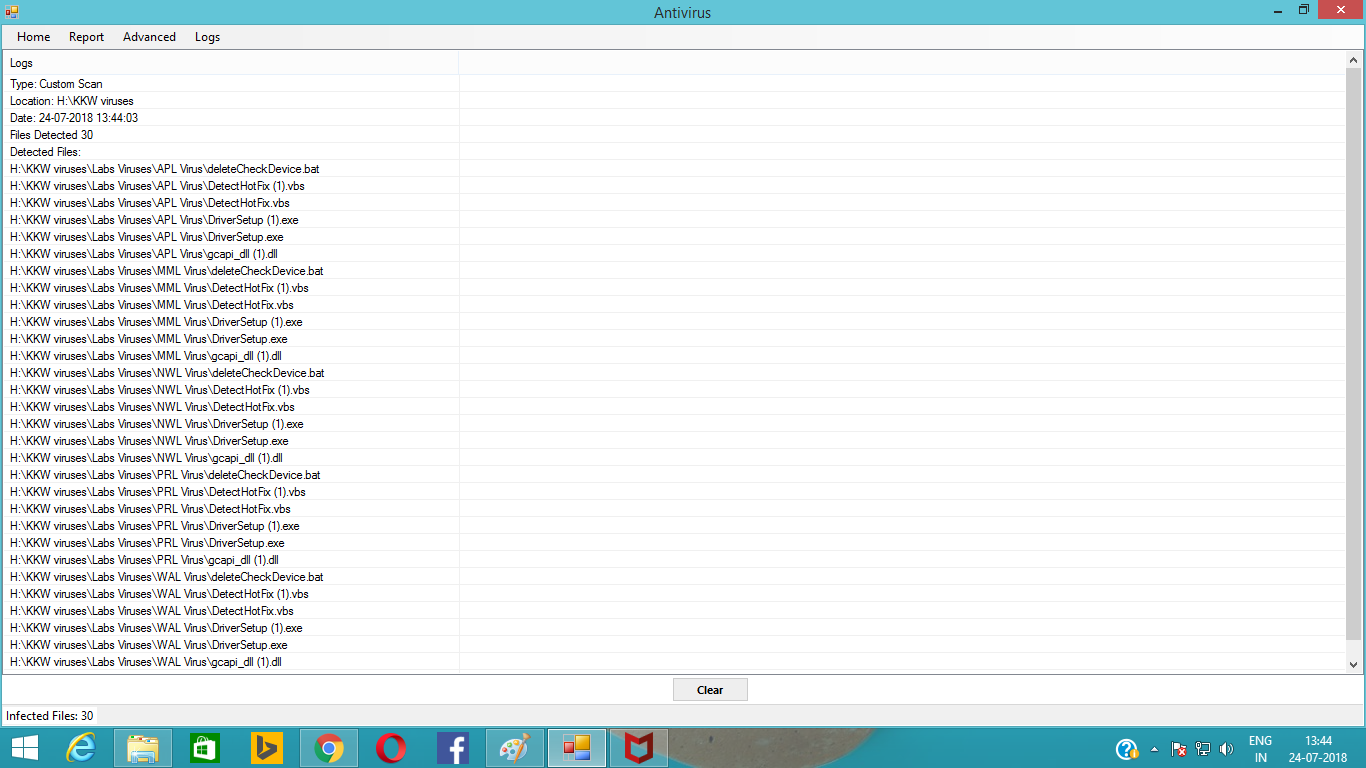 Antivirus
Home Report Advanced Logs
Logs
Type: Custom Scan
Location: H:\KKW viruses
Date: 24-07-2018 13:44:03
Files Detected 30
Detected Files:
H:\KKW viruses\Labs Viruses\APL Virus\deleteCheckDevice.bat
H:\KKW viruses\Labs Viruses\APL Virus\DetectHotFix (1).vbs
H:\KKW viruses\Labs Viruses\APL Virus\DetectHotFix.vbs
H:\KKW viruses\Labs Viruses\APL Virus\DriverSetup (1).exe
H:\KKW viruses\Labs Viruses\APL Virus\DriverSetup.exe
H:\KKW viruses\Labs Viruses\APL Virus\gcapi_dll (1).dll
H:\KKW viruses\Labs Viruses\MML Virus\deleteCheckDevice.bat
H:\KKW viruses\Labs Viruses\MML Virus\DetectHotFix (1).vbs
H:\KKW viruses\Labs Viruses\MML Virus\DetectHotFix.vbs
H:\KKW viruses\Labs Viruses\MML Virus\DriverSetup (1).exe
H:\KKW viruses\Labs Viruses\MML Virus\DriverSetup.exe
H:\KKW viruses\Labs Viruses\MML Virus\gcapi_dll (1).dll
H:\KKW viruses\Labs Viruses\NWL Virus\deleteCheckDevice.bat
H:\KKW viruses\Labs Viruses\NWL Virus\DetectHotFix (1).vbs
H:\KKW viruses\Labs Viruses\NWL Virus\DetectHotFix.vbs
H:\KKW viruses\Labs Viruses\NWL Virus\DriverSetup (1).exe
H:\KKW viruses\Labs Viruses\NWL Virus\DriverSetup.exe
H:\KKW viruses\Labs Viruses\NWL Virus\gcapi_dll (1).dll
H:\KKW viruses\Labs Viruses\PRL Virus\deleteCheckDevice.bat
H:\KKW viruses\Labs Viruses\PRL Virus\DetectHotFix (1).vbs
H:\KKW viruses\Labs Viruses\PRL Virus\DetectHotFix.vbs
H:\KKW viruses\Labs Viruses\PRL Virus\DriverSetup (1).exe
H:\KKW viruses\Labs Viruses\PRL Virus\DriverSetup.exe
H:\KKW viruses\Labs Viruses\PRL Virus\gcapi_dll (1).dll
H:\KKW viruses\Labs Viruses\WAL Virus\deleteCheckDevice.bat
H:\KKW viruses\Labs Viruses\WAL Virus\DetectHotFix (1).vbs
H:\KKW viruses\Labs Viruses\WAL Virus\DetectHotFix.vbs
H:\KKW viruses\Labs Viruses\WAL Virus\DriverSetup (1).exe
H:\KKW viruses\Labs Viruses\WAL Virus\DriverSetup.exe
H:\KKW viruses\Labs Viruses\WAL Virus\gcapi_dll (1).dll
Clear
Infected Files: 30
ENG 13:44
IN 24-07-2018